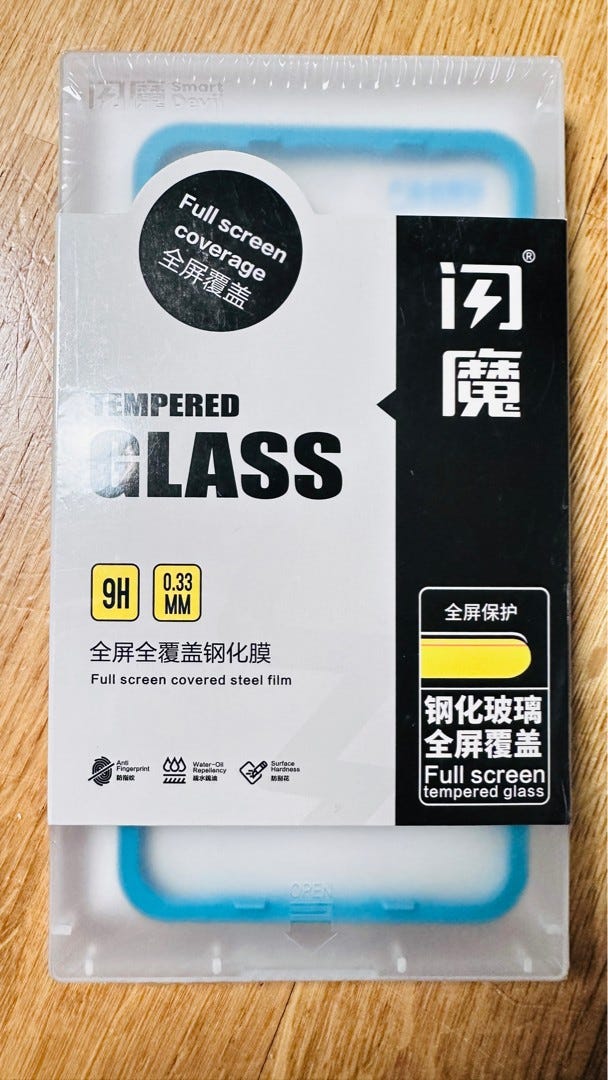 闪魔 Smart
Devil
Full screen
coverage
全屏覆盖
闪®
魔
TEMPERED
GLASS
9H
0.33
MM
全屏全覆盖钢化膜
Full screen covered steel film
Anti
Fingerprint
防指纹
Water-Oil
Repellency
疏水疏油
Surface
Hardness
防刮花
全屏保护
钢化玻璃
全屏覆盖
Full screen
tempered glass
OPEN